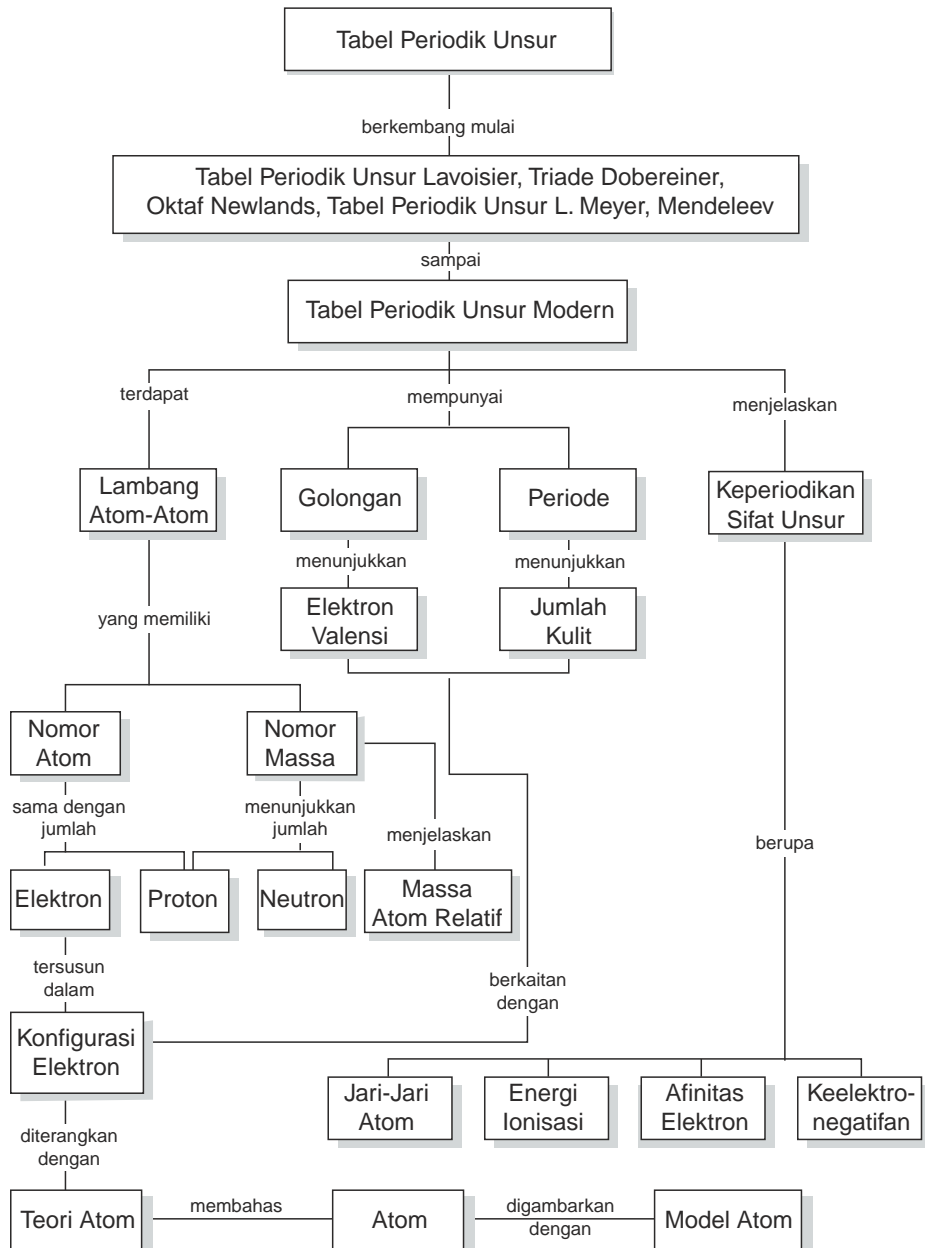 Tabel Periodik Unsur
berkembang mulai
Tabel Periodik Unsur Lavoisier, Triade Dobereiner,
Oktaf Newlands, Tabel Periodik Unsur L. Meyer, Mendeleev
sampai
Tabel Periodik Unsur Modern
terdapat
mempunyai
menjelaskan
Lambang
Atom-Atom
Golongan
Periode
Keperiodikan
Sifat Unsur
menunjukkan
menunjukkan
yang memiliki
Elektron
Valensi
Jumlah
Kulit
Nomor
Atom
Nomor
Massa
sama dengan
jumlah
menunjukkan
jumlah
menjelaskan
berupa
Elektron
Proton
Neutron
Massa
Atom Relatif
tersusun
dalam
berkaitan
dengan
Konfigurasi
Elektron
Jari-Jari
Atom
Energi
Ionisasi
Afinitas
Elektron
Keelektro-
negatifan
diterangkan
dengan
Teori Atom
membahas
Atom
digambarkan
dengan
Model Atom